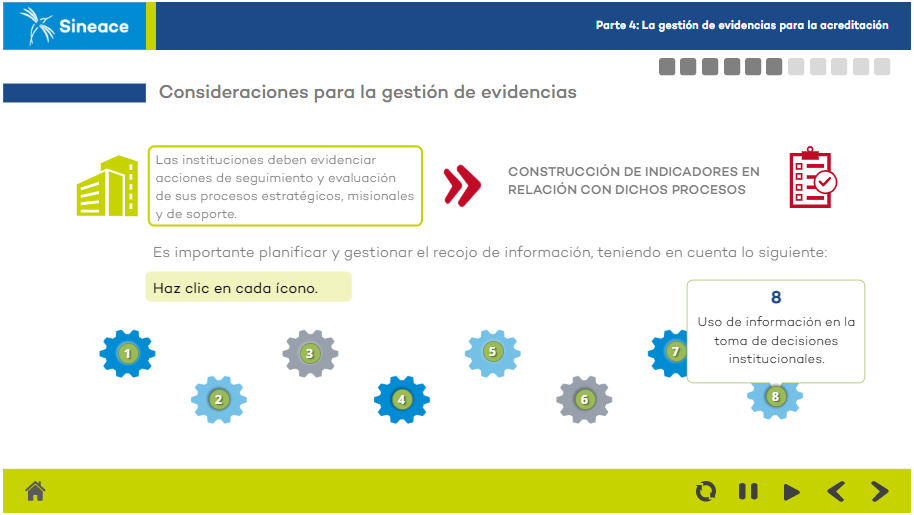 Sineace
Parte 4: La gestión de evidencias para la acreditación
Consideraciones para la gestión de evidencias
Las instituciones deben evidenciar
acciones de seguimiento y evaluación
de sus procesos estratégicos, misionales
y de soporte.
CONSTRUCCIÓN DE INDICADORES EN
RELACIÓN CON DICHOS PROCESOS
Es importante planificar y gestionar el recojo de información, teniendo en cuenta lo siguiente:
Haz clic en cada ícono.
8
Uso de información en la
toma de decisiones
institucionales.
1
3
5
7
2
4
6
8